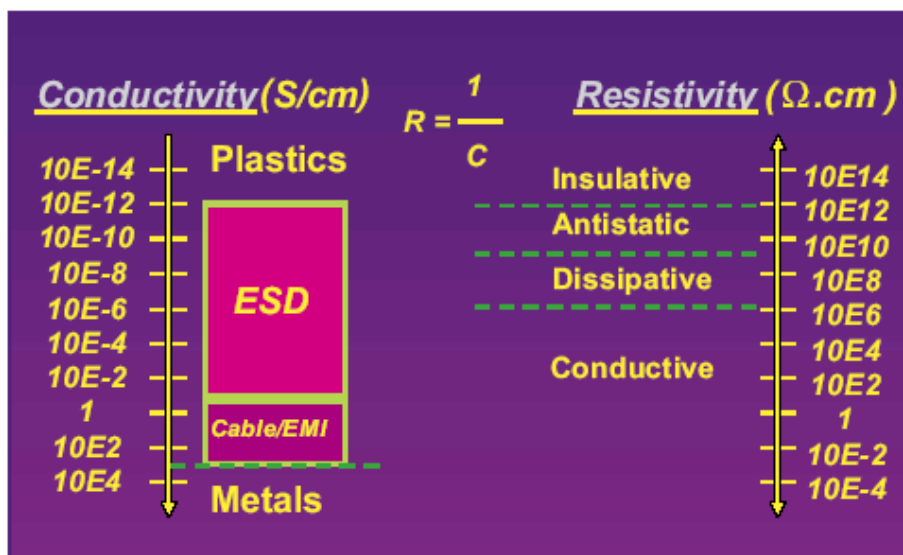 Conductivity (S/cm)
R = 1
C
Resistivity (Ω.cm )
Plastics
10E-14
10E-12
10E-10
10E-8
10E-6
10E-4
10E-2
1
10E2
10E4
ESD
Cable/EMI
Metals
Insulative
Antistatic
Dissipative
Conductive
10E14
10E12
10E10
10E8
10E6
10E4
10E2
1
10E-2
10E-4